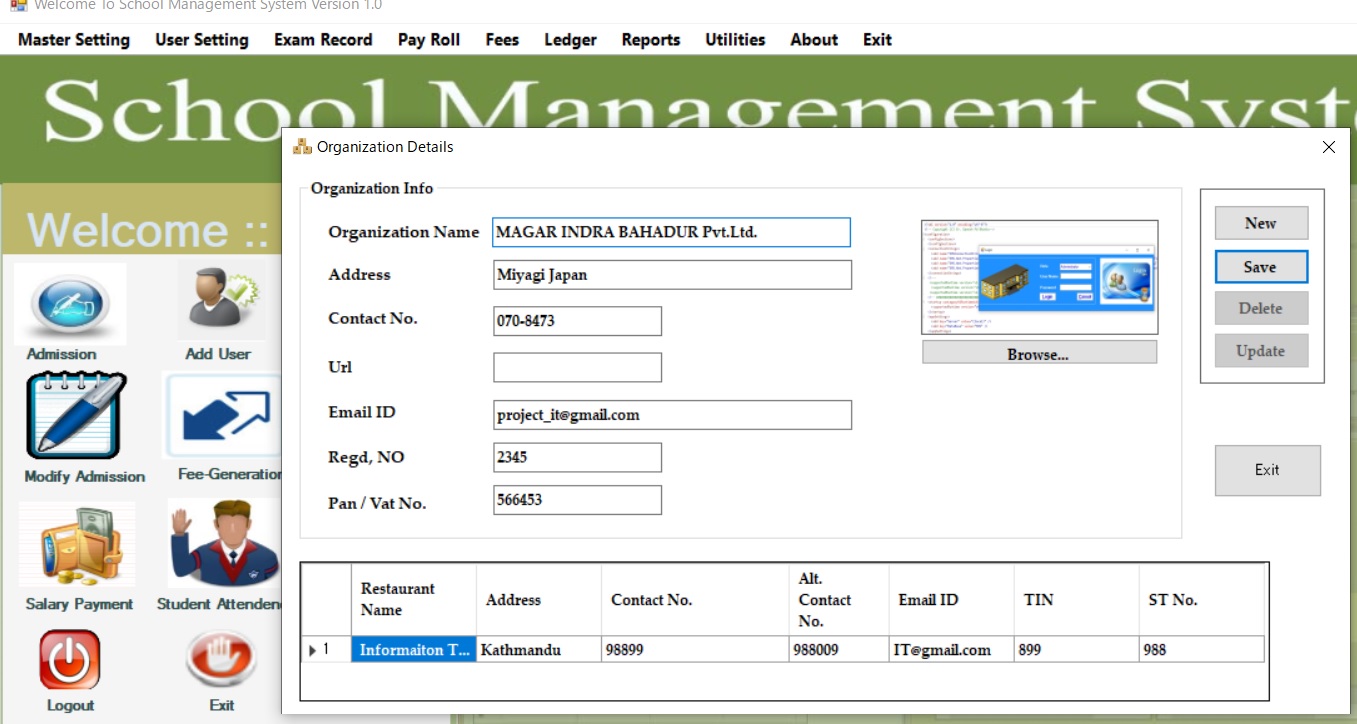 Welcome To School Management System Version 1.0
Master Setting User Setting Exam Record Pay Roll Fees Ledger Reports Utilities About Exit
School Management Syst
Organization Details
Welcome ::
Organization Info
Organization Name MAGAR INDRA BAHADUR Pvt.Ltd.
Address Miyagi Japan
Contact No. 070-8473
Url
Email ID project_it@gmail.com
Regd, NO 2345
Pan / Vat No. 566453
Browse...
New
Save
Delete
Update
Exit
Admission Add User
Modify Admission Fee-Generation
Salary Payment Student Attenden
Logout Exit
Restaurant Name Address Contact No. Alt. Contact No. Email ID TIN ST No.
1 Informaiton T... Kathmandu 98899 988009 IT@gmail.com 899 988